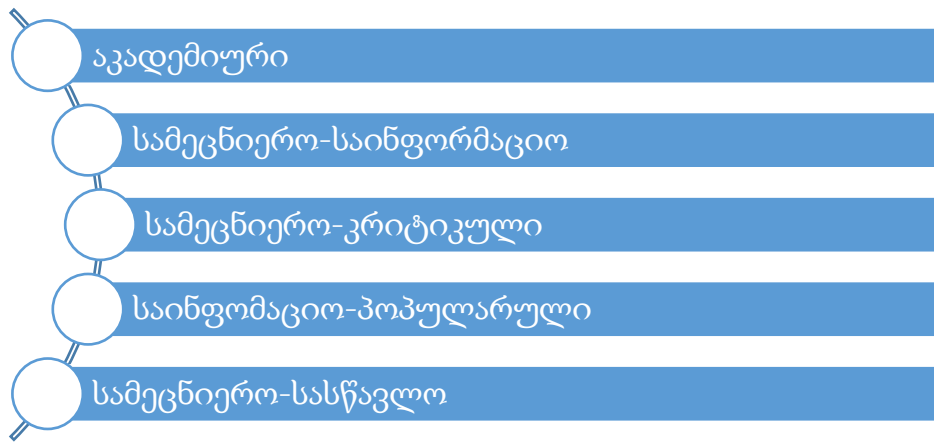 აკადემიური
სამეცნიერო-საინფორმაციო
სამეცნიერო-კრიტიკული
საინფომაციო-პოპულარული
სამეცნიერო-სასწავლო